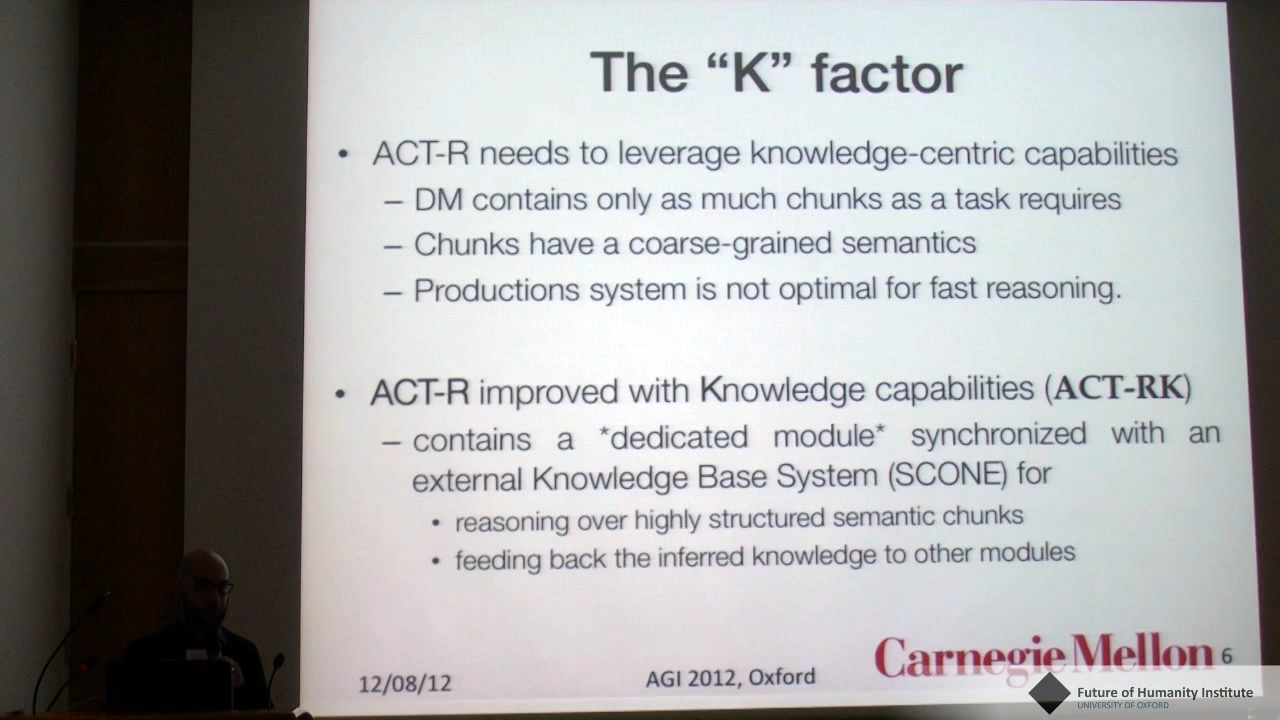 The “K” factor
• ACT-R needs to leverage knowledge-centric capabilities
– DM contains only as much chunks as a task requires
– Chunks have a coarse-grained semantics
– Productions system is not optimal for fast reasoning.
• ACT-R improved with Knowledge capabilities (ACT-RK)
– contains a *dedicated module* synchronized with an
external Knowledge Base System (SCONE) for
• reasoning over highly structured semantic chunks
• feeding back the inferred knowledge to other modules
12/08/12
AGI 2012, Oxford
Carnegie Mellon
6
Future of Humanity Institute
UNIVERSITY OF OXFORD